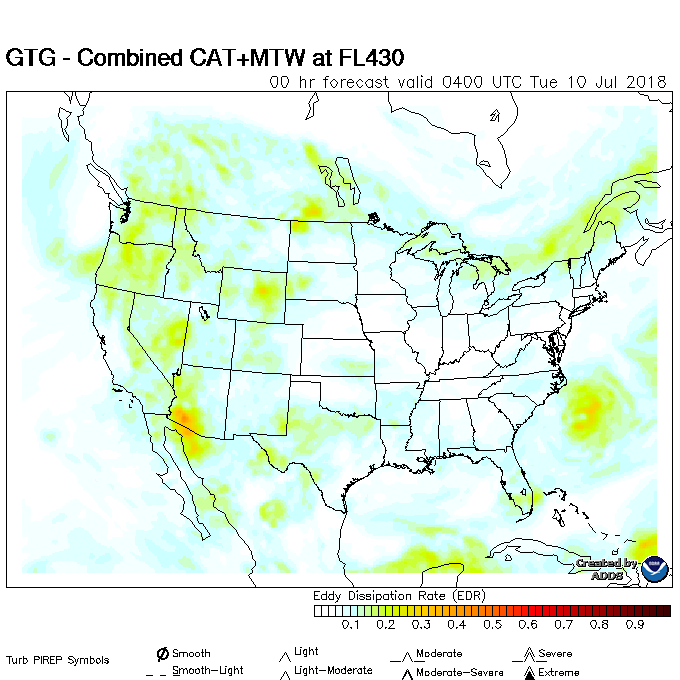 GTG - Combined CAT+MTW at FL430
00 hr forecast valid 0400 UTC Tue 10 Jul 2018
Created by
ADDS
Eddy Dissipation Rate (EDR)
0.1 0.2 0.3 0.4 0.5 0.6 0.7 0.8 0.9
Turb PIREP Symbols
Smooth Light Moderate Severe
Smooth-Light Light-Moderate Moderate-Severe Extreme